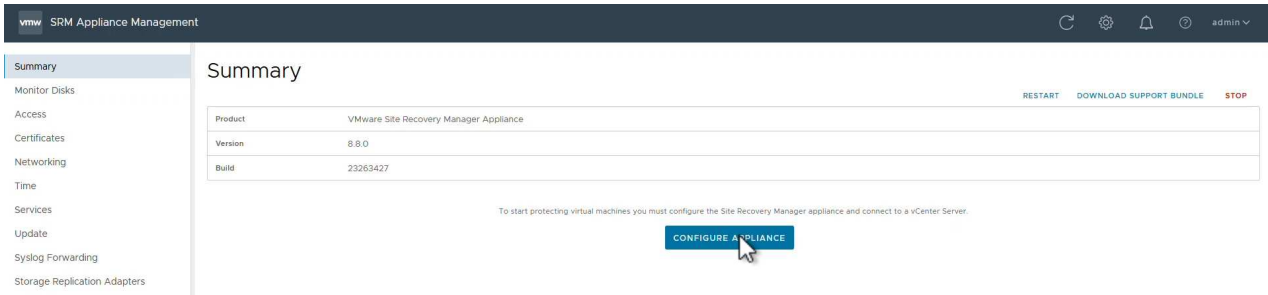 vmw SRM Appliance Management admin
Summary
Monitor Disks
Access
Certificates
Networking
Time
Services
Update
Syslog Forwarding
Storage Replication Adapters
Summary
RESTART DOWNLOAD SUPPORT BUNDLE STOP
Product VMware Site Recovery Manager Appliance
Version 8.8.0
Build 23263427
To start protecting virtual machines you must configure the Site Recovery Manager appliance and connect to a vCenter Server.
CONFIGURE APPLIANCE